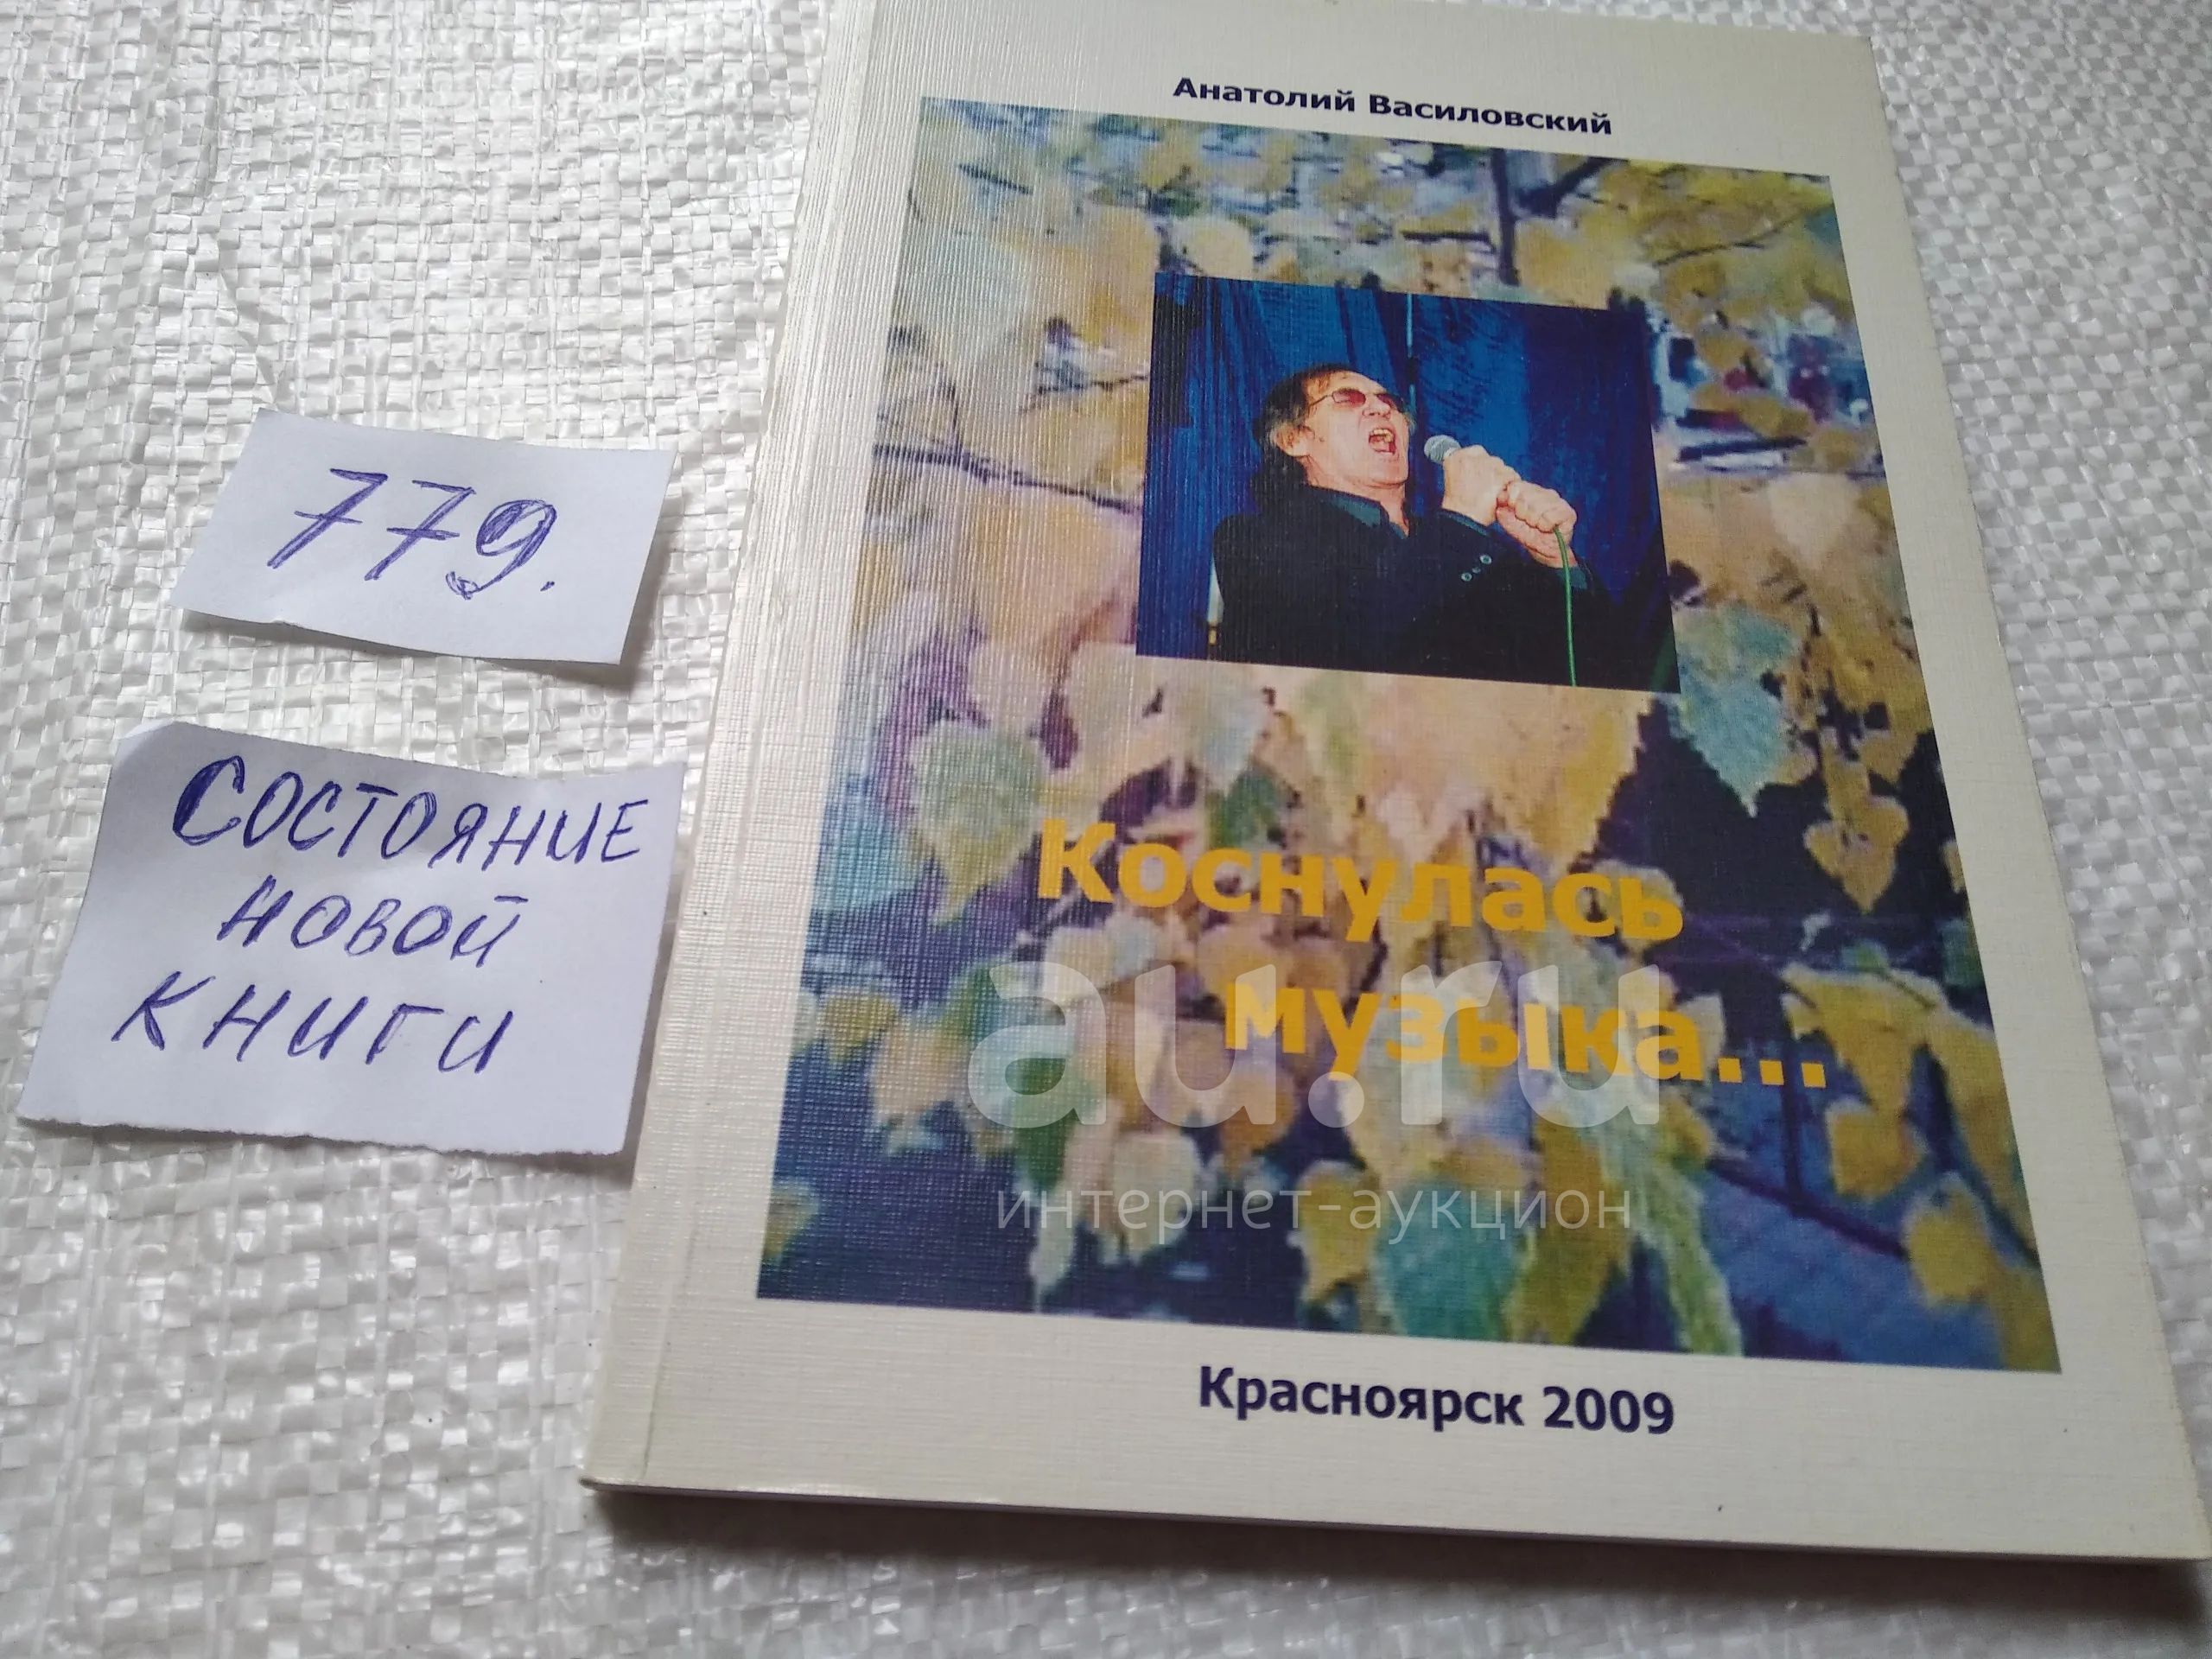 Анатолий Василовский
779.
СОСТОЯНИЕ
НОВОЙ
КНИГИ
Коснулась
музыка...
au.ru
интернет-аукцион
Красноярск 2009